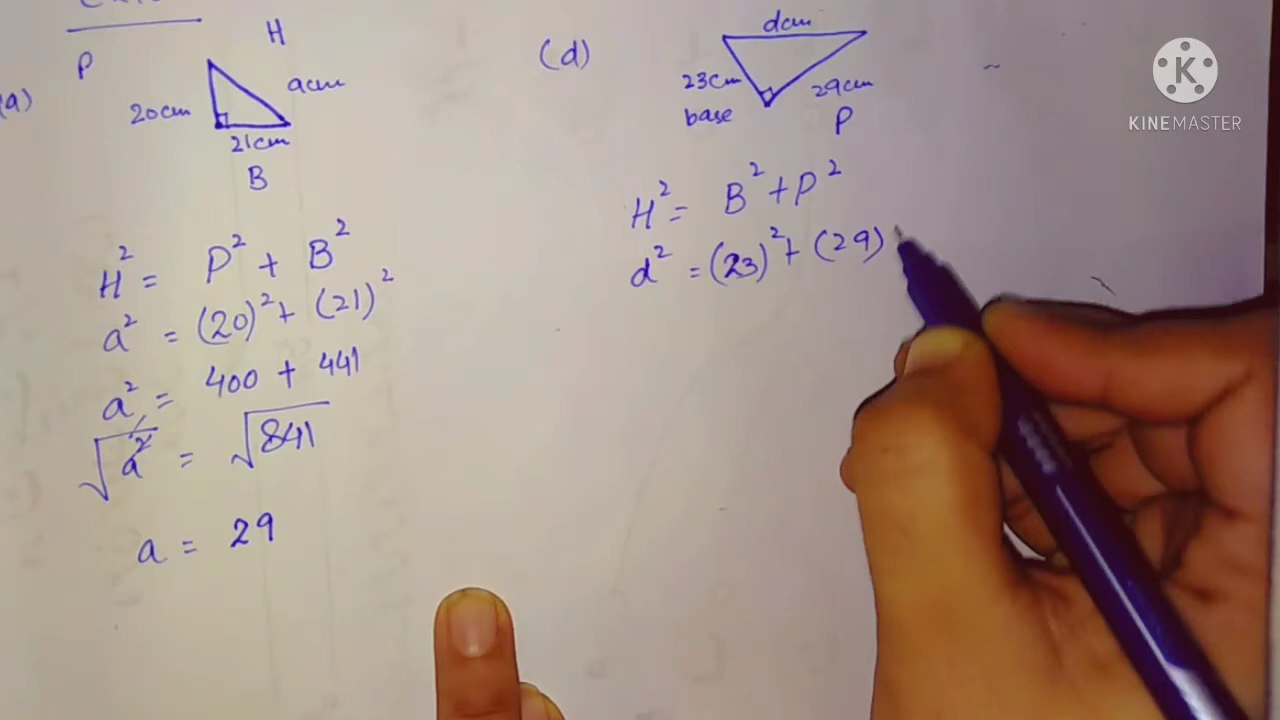 (a)
P
H
20cm
acm
21cm
B
H² = P² + B²
a² = (20)² + (21)²
a² = 400 + 441
√a² = √841
a = 29
(d)
dcm
23cm
29cm
base
P
H² = B² + P²
d² = (23)² + (29)
K
KINEMASTER